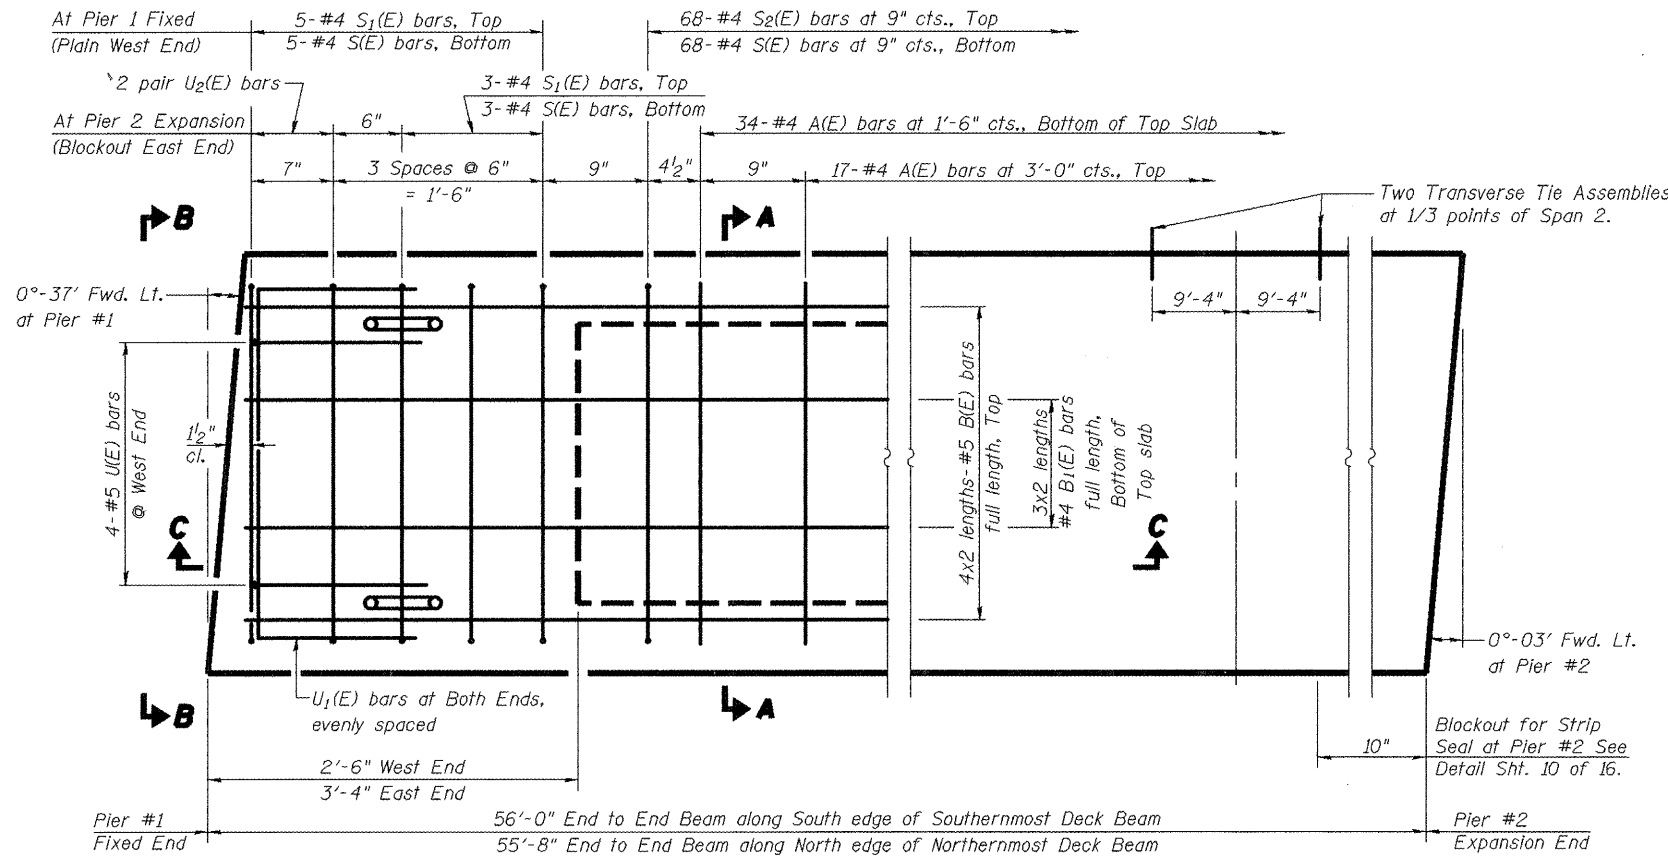 At Pier 1 Fixed
(Plain West End)
5-#4 S1(E) bars, Top
5-#4 S(E) bars, Bottom
68-#4 S2(E) bars at 9" cts., Top
68-#4 S(E) bars at 9" cts., Bottom
2 pair U2(E) bars
3-#4 S1(E) bars, Top
3-#4 S(E) bars, Bottom
At Pier 2 Expansion
(Blockout East End)
6"
34-#4 A(E) bars at 1'-6" cts., Bottom of Top Slab
7"
3 Spaces @ 6"
= 1'-6"
9"
4½"
9"
17-#4 A(E) bars at 3'-0" cts., Top
Two Transverse Tie Assemblies
at 1/3 points of Span 2.
B
A
0°-37' Fwd. Lt.
at Pier #1
9'-4"
9'-4"
4-#5 U(E) bars
@ West End
1½"
cl.
4x2 lengths-#5 B(E) bars
full length, Top
3x2 lengths
#4 B1(E) bars
full length,
Bottom of
Top slab
C
C
0°-03' Fwd. Lt.
at Pier #2
B
U1(E) bars at Both Ends,
evenly spaced
A
2'-6" West End
3'-4" East End
10"
Blockout for Strip
Seal at Pier #2 See
Detail Sht. 10 of 16.
Pier #1
Fixed End
56'-0" End to End Beam along South edge of Southernmost Deck Beam
55'-8" End to End Beam along North edge of Northernmost Deck Beam
Pier #2
Expansion End